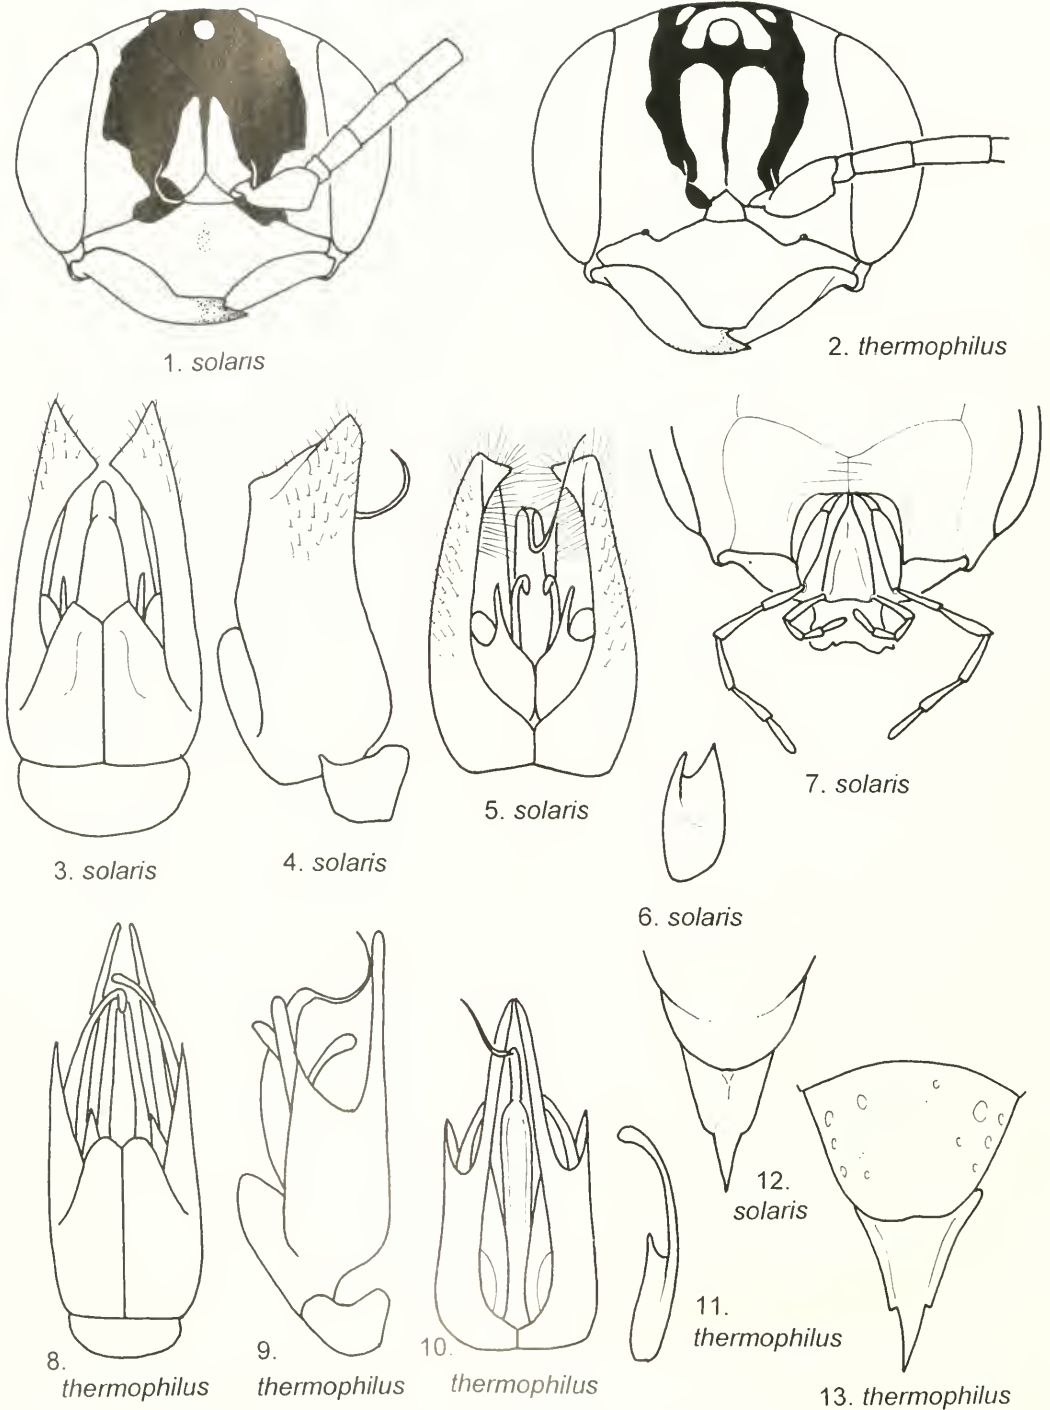 1. solaris
2. thermophilus
3. solaris
4. solaris
5. solaris
6. solaris
7. solaris
8.
thermophilus
9.
thermophilus
10.
thermophilus
11.
thermophilus
12.
solaris
13. thermophilus